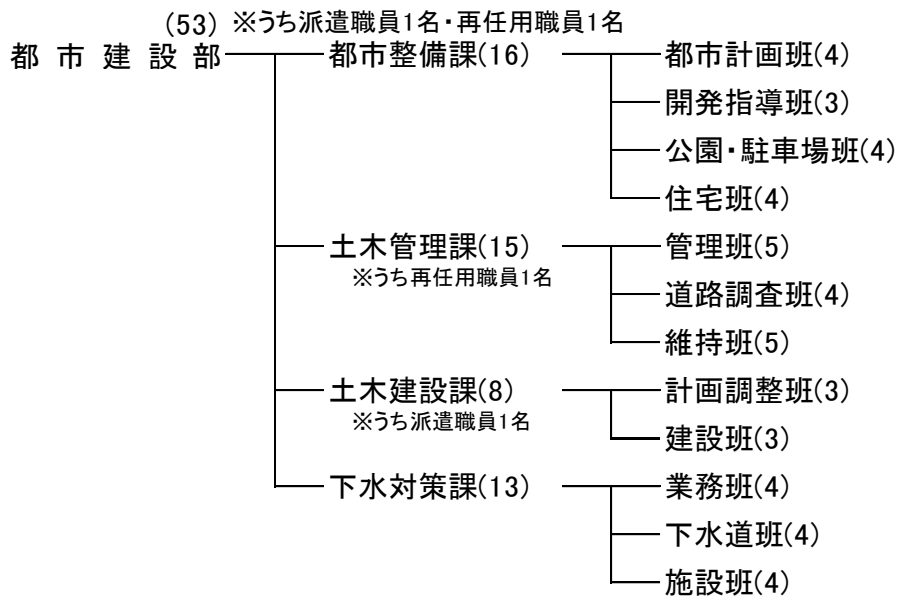 (53) ※うち派遣職員1名・再任用職員1名
都市建設部 都市整備課(16) 都市計画班(4)
開発指導班(3)
公園・駐車場班(4)
住宅班(4)
土木管理課(15) 管理班(5)
※うち再任用職員1名
道路調査班(4)
維持班(5)
土木建設課(8) 計画調整班(3)
※うち派遣職員1名
建設班(3)
下水対策課(13) 業務班(4)
下水道班(4)
施設班(4)